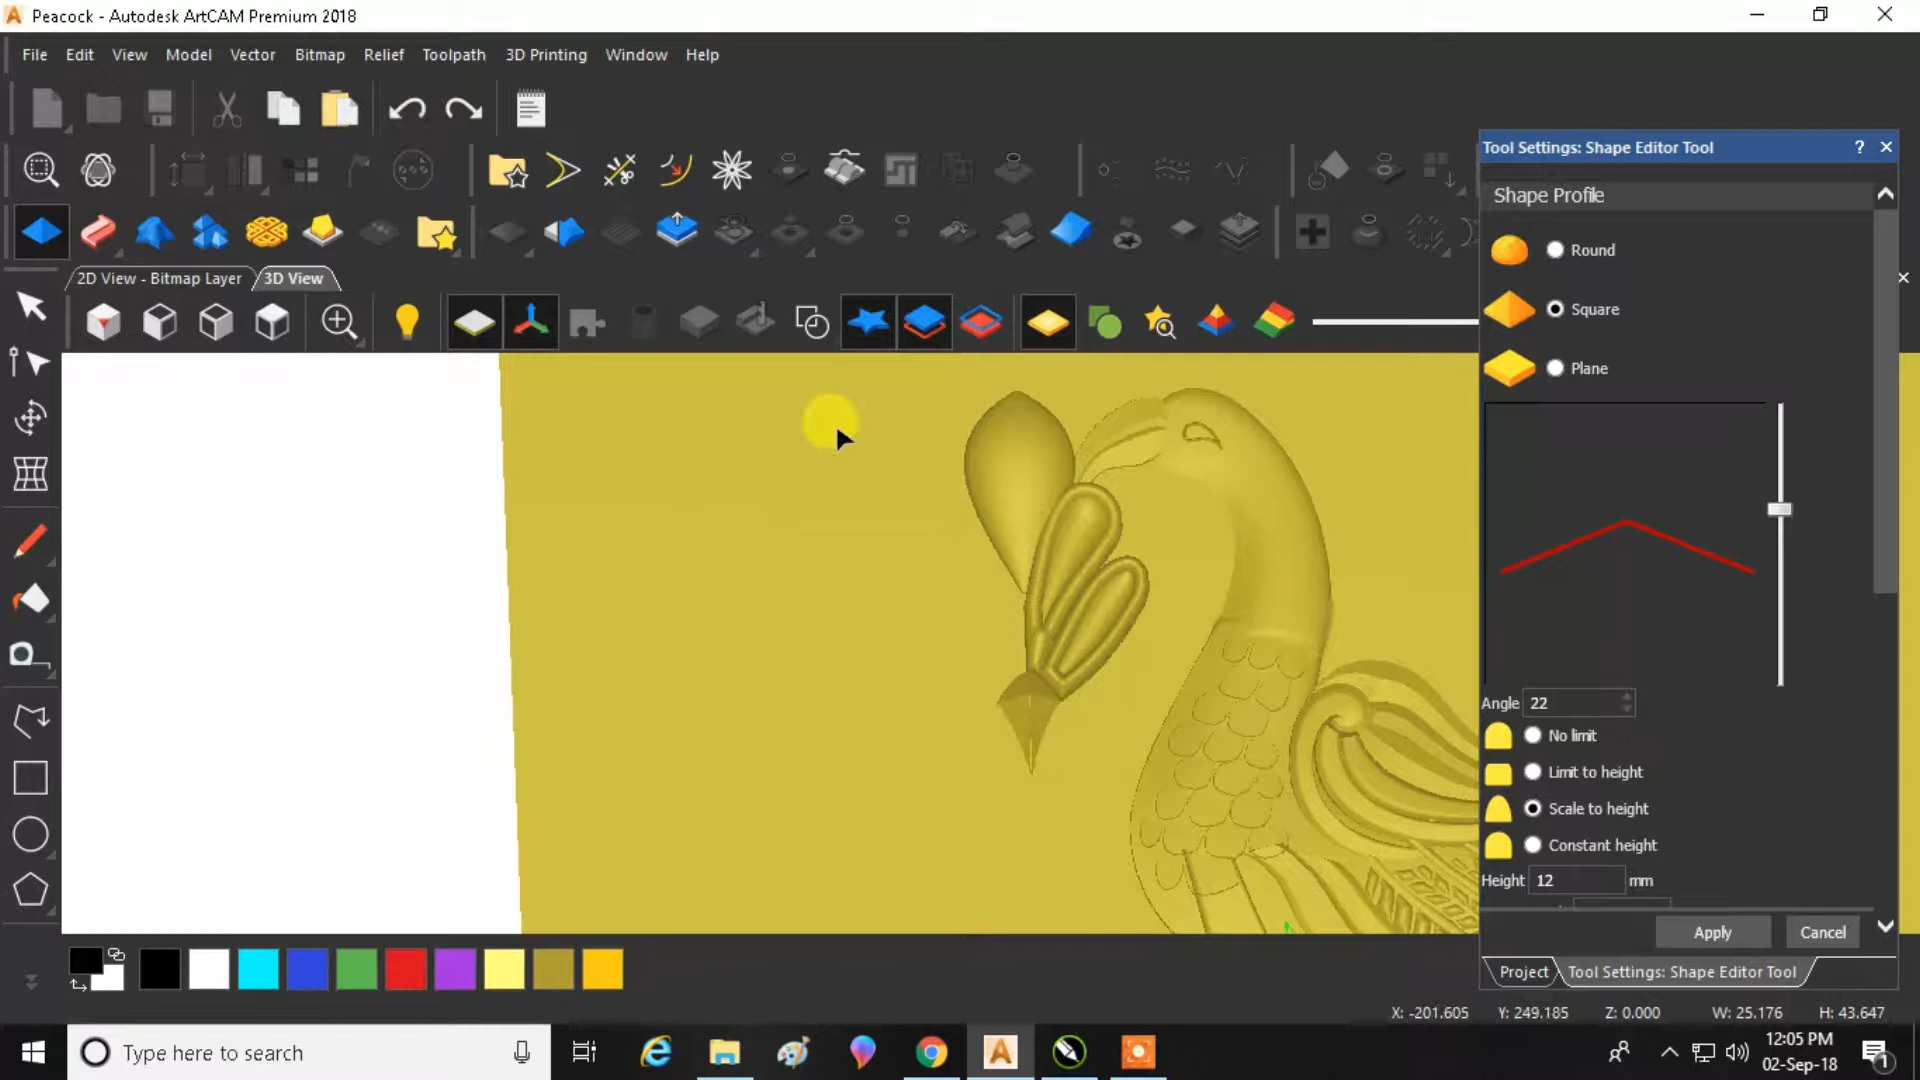 Peacock - Autodesk ArtCAM Premium 2018
File Edit View Model Vector Bitmap Relief Toolpath 3D Printing Window Help
Tool Settings: Shape Editor Tool ?
Shape Profile
2D View - Bitmap Layer 3D View
Round
Square
Plane
Angle 22
No limit
Limit to height
Scale to height
Constant height
Height 12 mm
Apply Cancel
Project Tool Settings: Shape Editor Tool
X: -201.605 Y: 249.185 Z: 0.000 W: 25.176 H: 43.647
Type here to search
12:05 PM
02-Sep-18
1